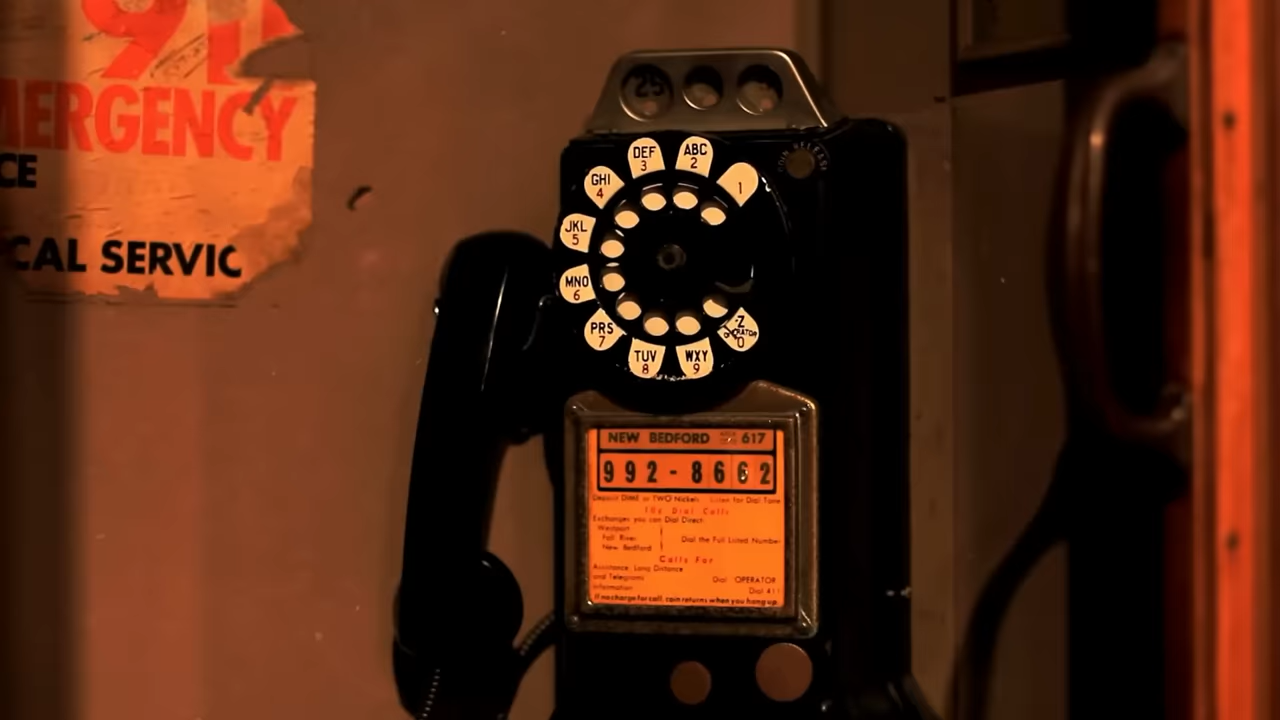 91
MERGENCY
CE
CAL SERVIC
25
ABC
2
DEF
3
1
GHI
4
JKL
5
MNO
6
PRS
7
TUV
8
WXY
9
Z
OPERATOR
0
NEW BEDFORD 617
992-8662
Deposit DIME or TWO Nickels Listen for Dial Tone
10¢ Dial Calls
Exchanges you can Dial Direct:
Westport
Fall River
New Bedford
Dial the Full Listed Number
Calls For
Assistance, Long Distance
and Telegrams Dial OPERATOR
Information Dial 411
If no charge for call, coin returns when you hang up